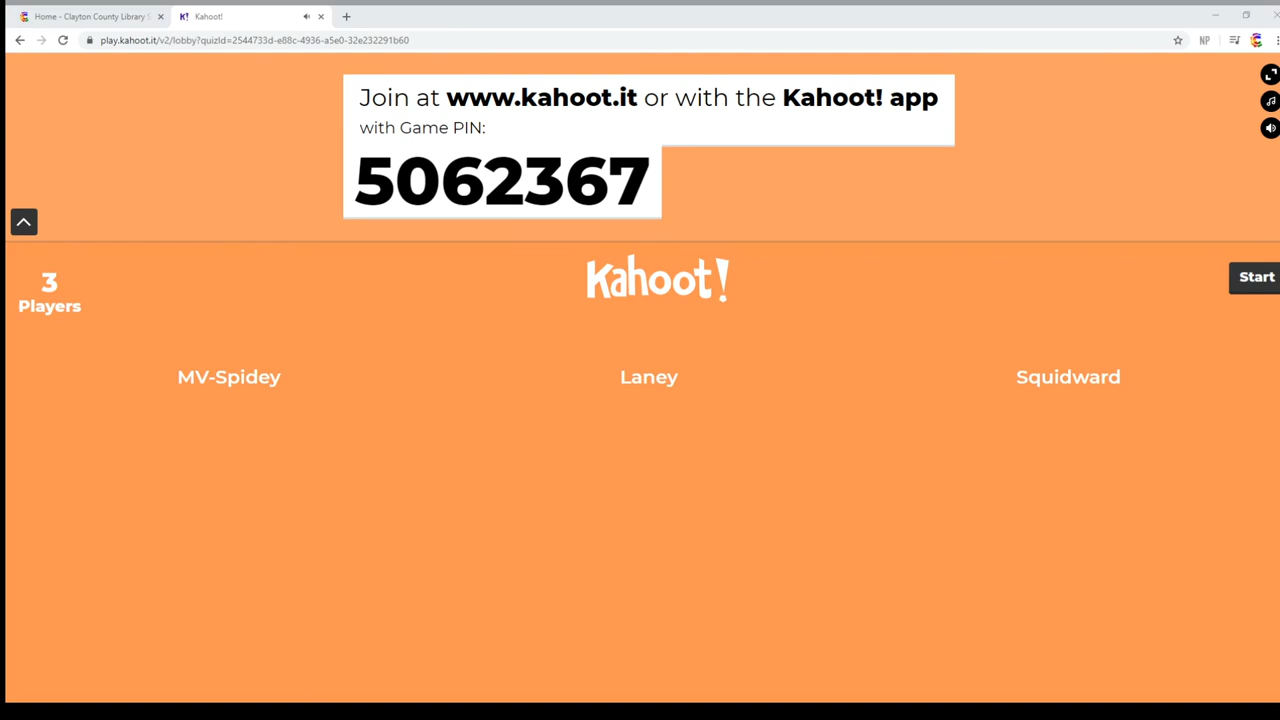 Home - Clayton County Library S
Kahoot!
play.kahoot.it/v2/lobby?quizId=2544733d-e88c-4936-a5e0-32e232291b60
NP
Join at www.kahoot.it or with the Kahoot! app
with Game PIN:
5062367
3
Players
Kahoot!
Start
MV-Spidey
Laney
Squidward